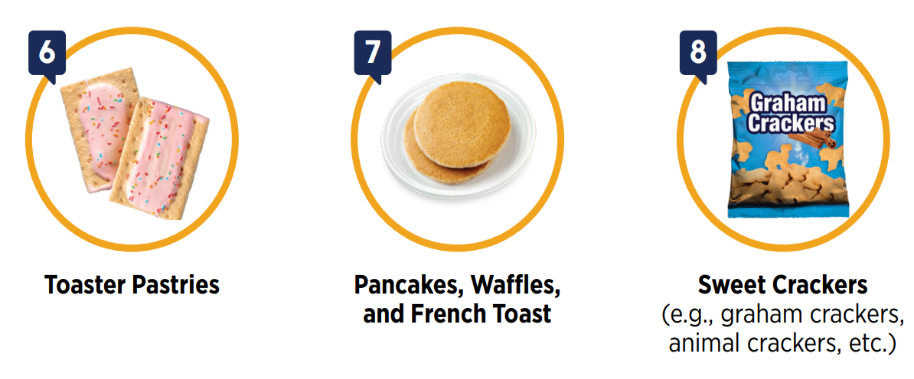 6
7
8
Graham
Crackers
Toaster Pastries
Pancakes, Waffles,
and French Toast
Sweet Crackers
(e.g., graham crackers,
animal crackers, etc.)